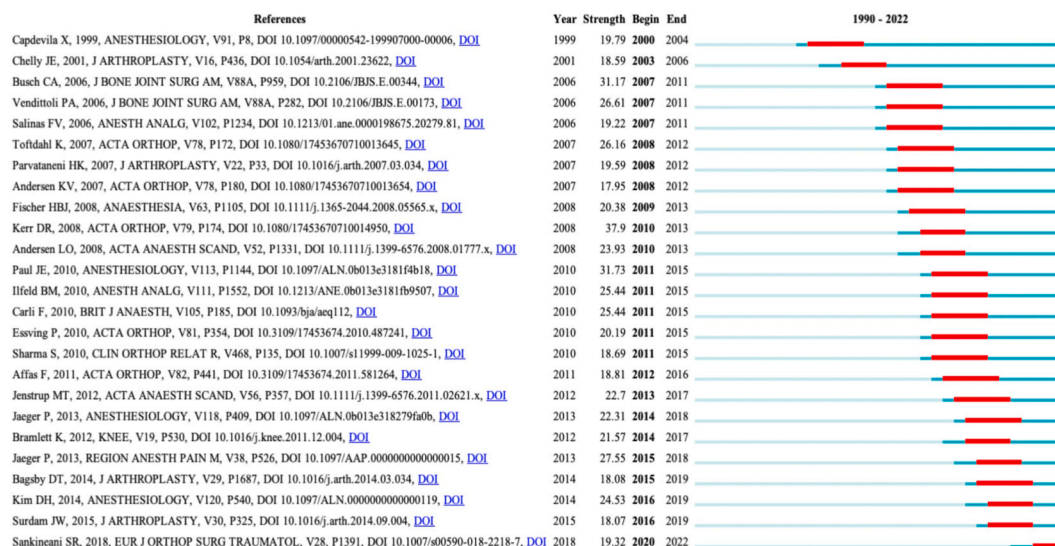 References Year Strength Begin End 1990 - 2022
Capdevila X, 1999, ANESTHESIOLOGY, V91, P8, DOI 10.1097/00000542-199907000-00006, DOI 1999 19.79 2000 2004
Chelly JE, 2001, J ARTHROPLASTY, V16, P436, DOI 10.1054/arth.2001.23622, DOI 2001 18.59 2003 2006
Busch CA, 2006, J BONE JOINT SURG AM, V88A, P959, DOI 10.2106/JBJS.E.00344, DOI 2006 31.17 2007 2011
Vendittoli PA, 2006, J BONE JOINT SURG AM, V88A, P282, DOI 10.2106/JBJS.E.00173, DOI 2006 26.61 2007 2011
Salinas FV, 2006, ANESTH ANALG, V102, P1234, DOI 10.1213/01.ane.0000198675.20279.81, DOI 2006 19.22 2007 2011
Toftdahl K, 2007, ACTA ORTHOP, V78, P172, DOI 10.1080/17453670710013645, DOI 2007 26.16 2008 2012
Parvataneni HK, 2007, J ARTHROPLASTY, V22, P33, DOI 10.1016/j.arth.2007.03.034, DOI 2007 19.59 2008 2012
Andersen KV, 2007, ACTA ORTHOP, V78, P180, DOI 10.1080/17453670710013654, DOI 2007 17.95 2008 2012
Fischer HBJ, 2008, ANAESTHESIA, V63, P1105, DOI 10.1111/j.1365-2044.2008.05565.x, DOI 2008 20.38 2009 2013
Kerr DR, 2008, ACTA ORTHOP, V79, P174, DOI 10.1080/17453670710014950, DOI 2008 37.9 2010 2013
Andersen LO, 2008, ACTA ANAESTH SCAND, V52, P1331, DOI 10.1111/j.1399-6576.2008.01777.x, DOI 2008 23.93 2010 2013
Paul JE, 2010, ANESTHESIOLOGY, V113, P1144, DOI 10.1097/ALN.0b013e3181f4b18, DOI 2010 31.73 2011 2015
Ilfeld BM, 2010, ANESTH ANALG, V111, P1552, DOI 10.1213/ANE.0b013e3181fb9507, DOI 2010 25.44 2011 2015
Carli F, 2010, BRIT J ANAESTH, V105, P185, DOI 10.1093/bja/aeq112, DOI 2010 25.44 2011 2015
Essving P, 2010, ACTA ORTHOP, V81, P354, DOI 10.3109/17453674.2010.487241, DOI 2010 20.19 2011 2015
Sharma S, 2010, CLIN ORTHOP RELAT R, V468, P135, DOI 10.1007/s11999-009-1025-1, DOI 2010 18.69 2011 2015
Affas F, 2011, ACTA ORTHOP, V82, P441, DOI 10.3109/17453674.2011.581264, DOI 2011 18.81 2012 2016
Jenstrup MT, 2012, ACTA ANAESTH SCAND, V56, P357, DOI 10.1111/j.1399-6576.2011.02621.x, DOI 2012 22.7 2013 2017
Jaeger P, 2013, ANESTHESIOLOGY, V118, P409, DOI 10.1097/ALN.0b013e318279fa0b, DOI 2013 22.31 2014 2018
Bramlett K, 2012, KNEE, V19, P530, DOI 10.1016/j.knee.2011.12.004, DOI 2012 21.57 2014 2017
Jaeger P, 2013, REGION ANESTH PAIN M, V38, P526, DOI 10.1097/AAP.0000000000000015, DOI 2013 27.55 2015 2018
Bagsby DT, 2014, J ARTHROPLASTY, V29, P1687, DOI 10.1016/j.arth.2014.03.034, DOI 2014 18.08 2015 2019
Kim DH, 2014, ANESTHESIOLOGY, V120, P540, DOI 10.1097/ALN.0000000000000119, DOI 2014 24.53 2016 2019
Surdam JW, 2015, J ARTHROPLASTY, V30, P325, DOI 10.1016/j.arth.2014.09.004, DOI 2015 18.07 2016 2019
Sankineani SR, 2018, EUR J ORTHOP SURG TRAUMATOL, V28, P1391, DOI 10.1007/s00590-018-2218-7, DOI 2018 19.32 2020 2022